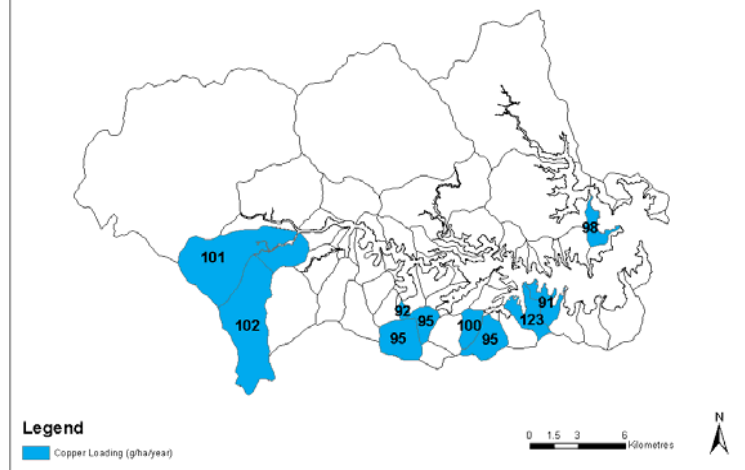 98
101
91
92
102
95
100
123
95
95
Legend
Copper Loading (g/ha/year)
N
0 1.5 3 6
Kilometres